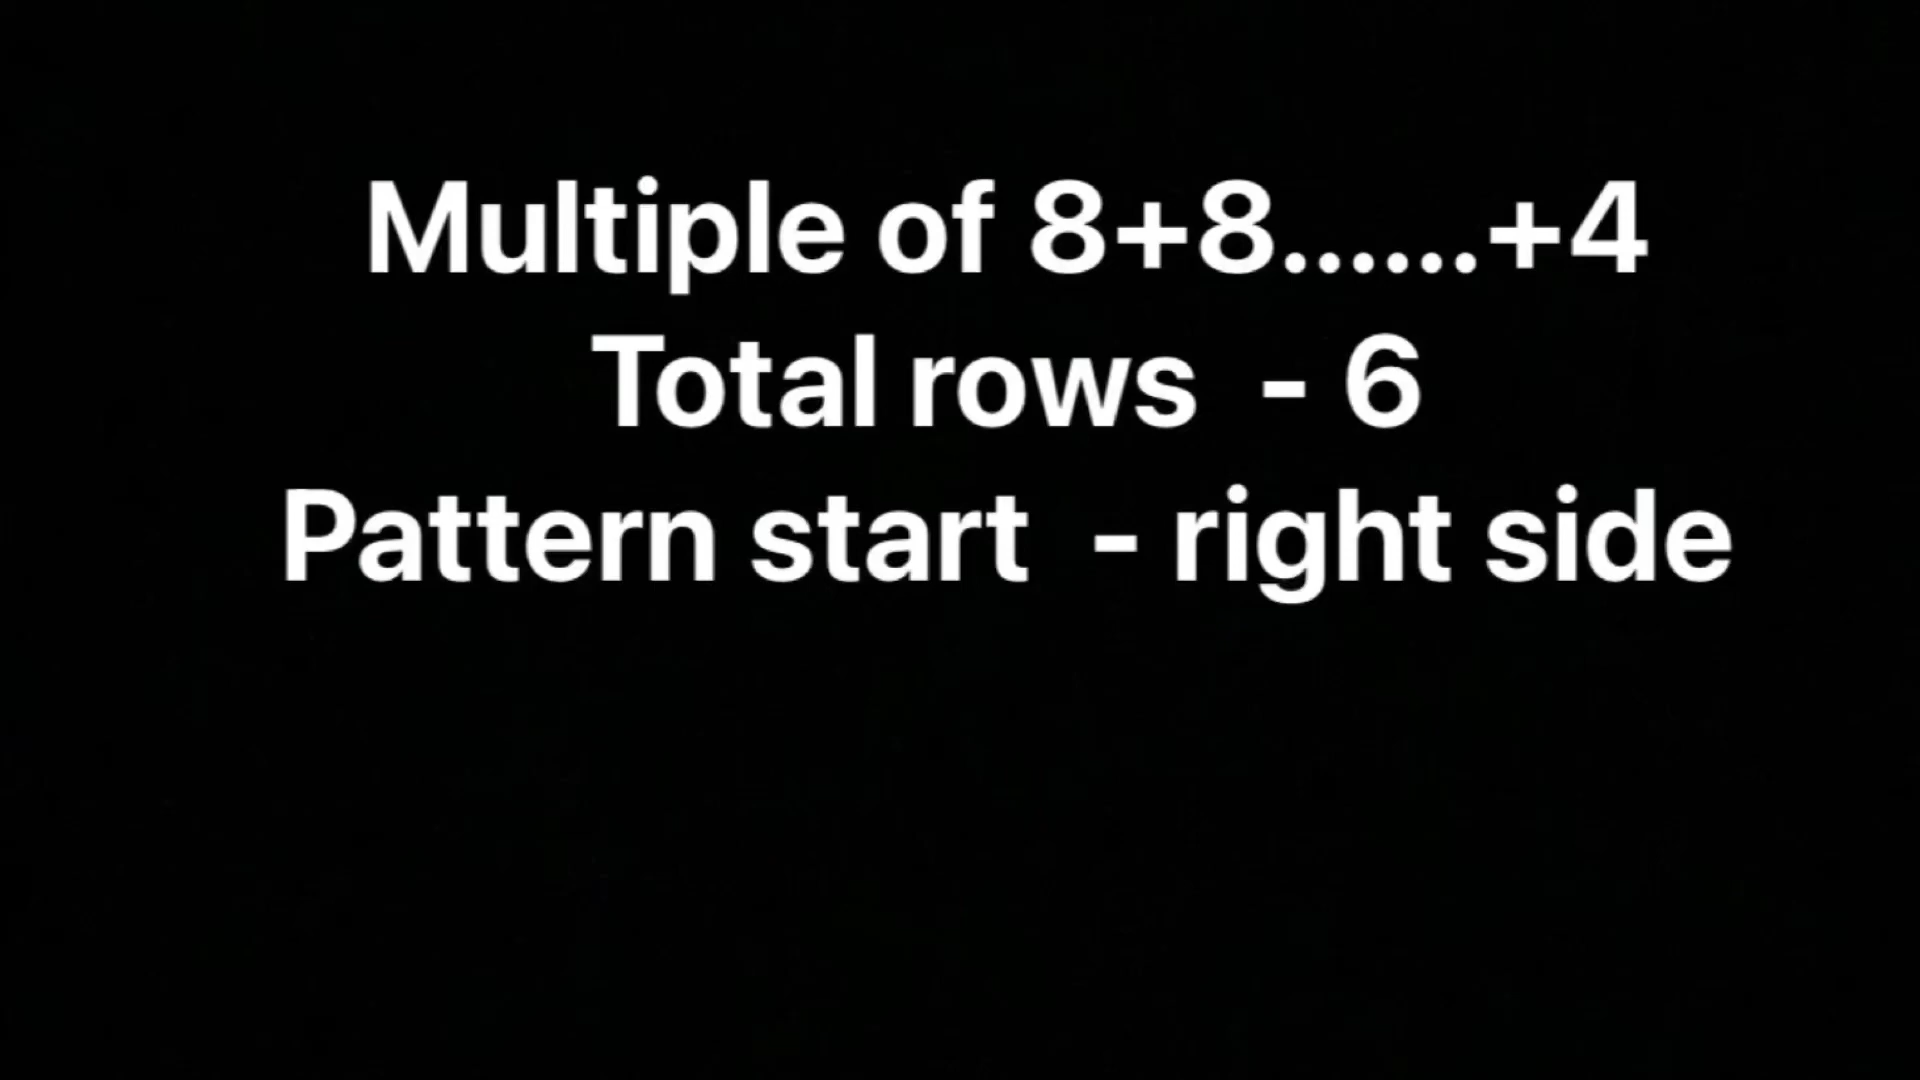 Multiple of 8+8......+4
Total rows - 6
Pattern start - right side